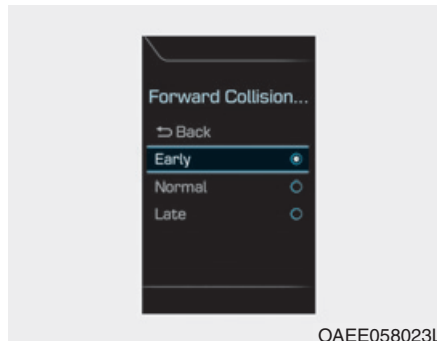 Forward Collision...
Back
Early
Normal
Late
OAEE058023L